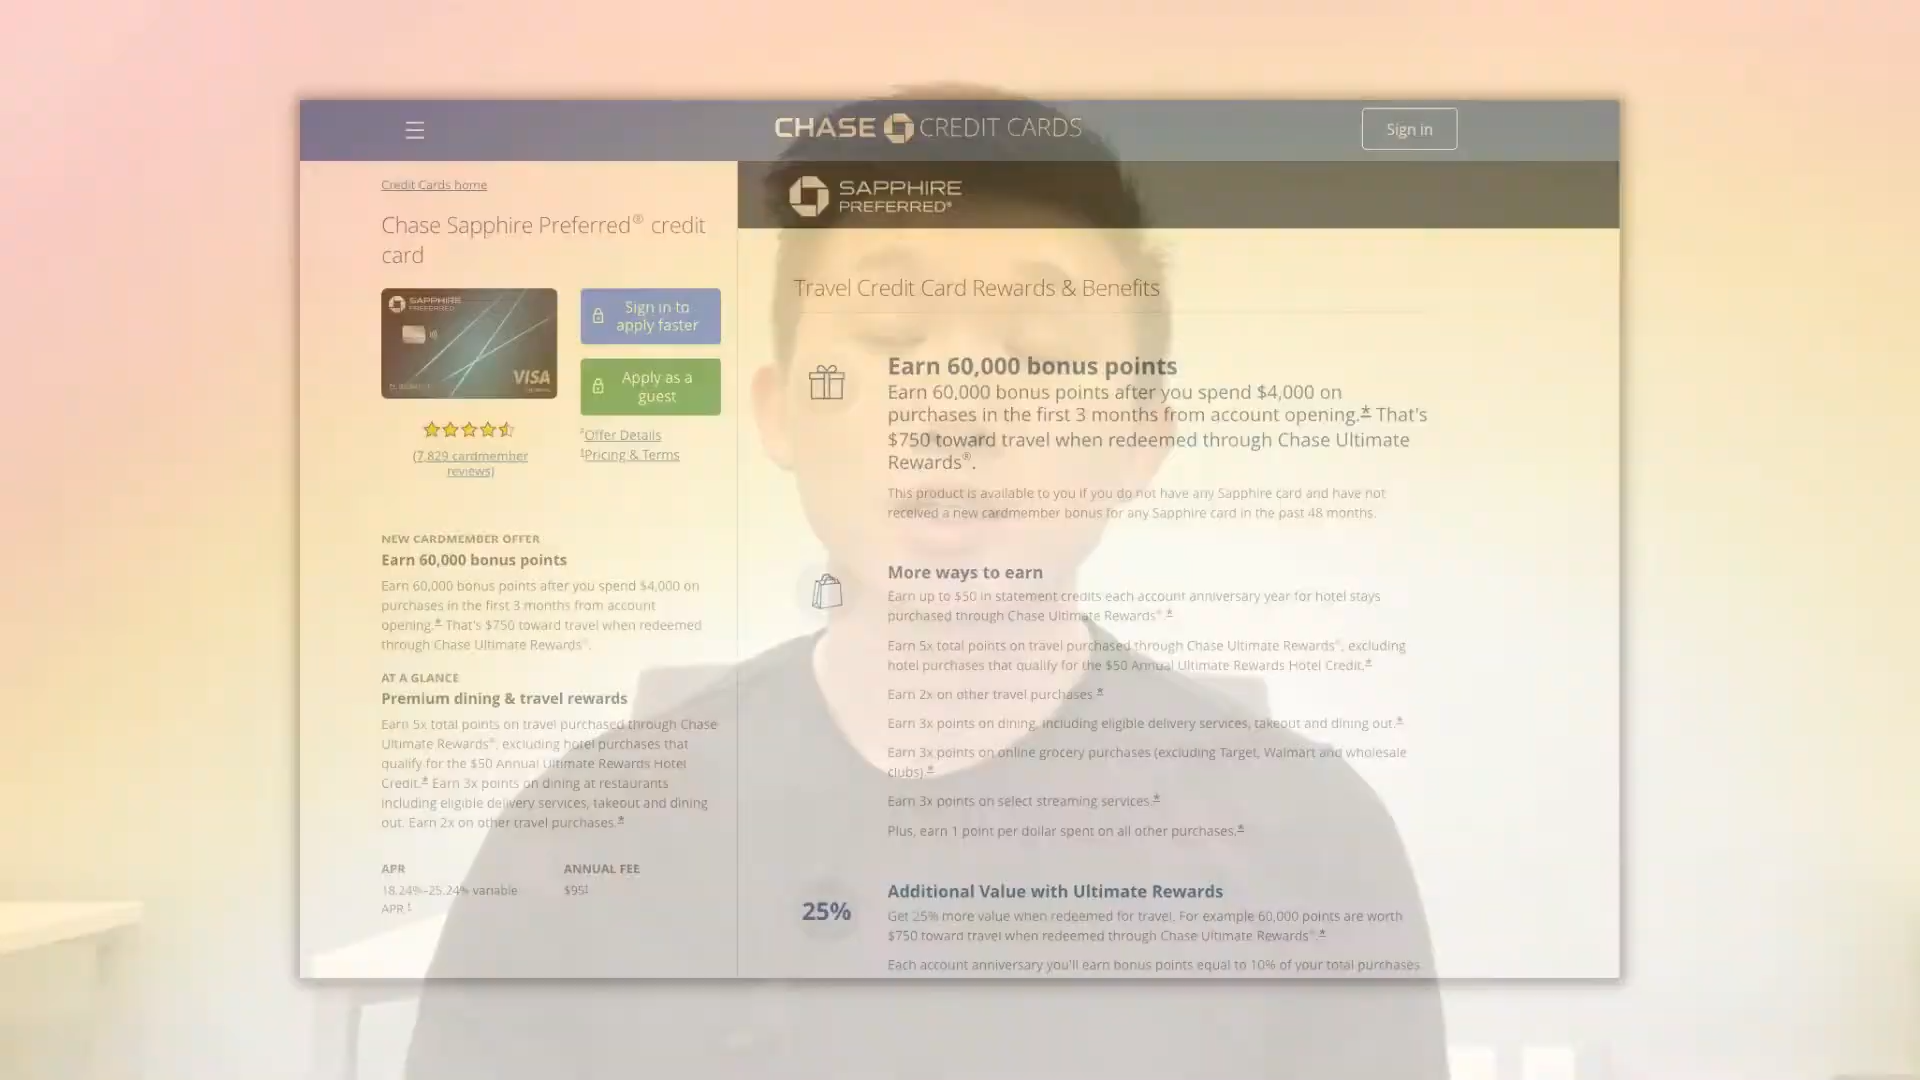 CHASE CREDIT CARDS
Sign in
Credit Cards home
Chase Sapphire Preferred® credit
card
SAPPHIRE
PREFERRED
VISA
Sign in to
apply faster
Apply as a
guest
(7,829 cardmember
reviews)
*Offer Details
†Pricing & Terms
NEW CARDMEMBER OFFER
Earn 60,000 bonus points
Earn 60,000 bonus points after you spend $4,000 on
purchases in the first 3 months from account
opening.* That's $750 toward travel when redeemed
through Chase Ultimate Rewards®.
AT A GLANCE
Premium dining & travel rewards
Earn 5x total points on travel purchased through Chase
Ultimate Rewards®, excluding hotel purchases that
qualify for the $50 Annual Ultimate Rewards Hotel
Credit.* Earn 3x points on dining at restaurants
including eligible delivery services, takeout and dining
out. Earn 2x on other travel purchases.*
APR
18.24%–25.24% variable
APR.†
ANNUAL FEE
$95†
SAPPHIRE
PREFERRED®
Travel Credit Card Rewards & Benefits
Earn 60,000 bonus points
Earn 60,000 bonus points after you spend $4,000 on
purchases in the first 3 months from account opening.* That's
$750 toward travel when redeemed through Chase Ultimate
Rewards®.
This product is available to you if you do not have any Sapphire card and have not
received a new cardmember bonus for any Sapphire card in the past 48 months.
More ways to earn
Earn up to $50 in statement credits each account anniversary year for hotel stays
purchased through Chase Ultimate Rewards®.*
Earn 5x total points on travel purchased through Chase Ultimate Rewards®, excluding
hotel purchases that qualify for the $50 Annual Ultimate Rewards Hotel Credit.*
Earn 2x on other travel purchases.*
Earn 3x points on dining, including eligible delivery services, takeout and dining out.*
Earn 3x points on online grocery purchases (excluding Target, Walmart and wholesale
clubs).*
Earn 3x points on select streaming services.*
Plus, earn 1 point per dollar spent on all other purchases.*
25%
Additional Value with Ultimate Rewards
Get 25% more value when redeemed for travel. For example 60,000 points are worth
$750 toward travel when redeemed through Chase Ultimate Rewards®.*
Each account anniversary you'll earn bonus points equal to 10% of your total purchases